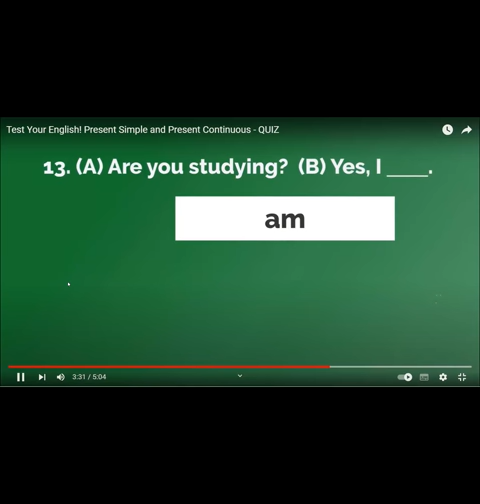 Test Your English! Present Simple and Present Continuous - QUIZ
13. (A) Are you studying? (B) Yes, I ____.
am
3:31 / 5:04